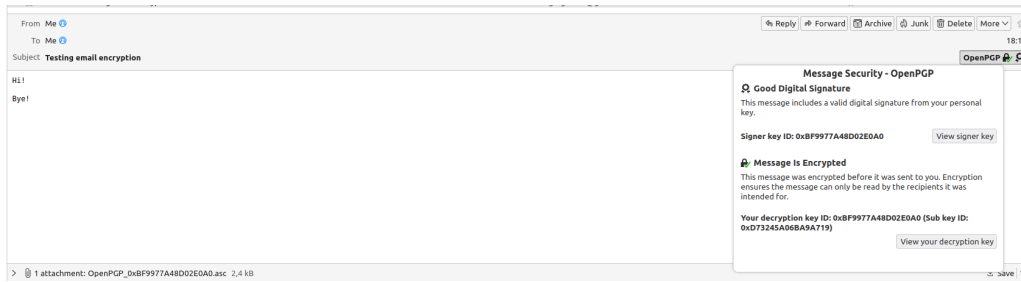 From Me
Reply Forward Archive Junk Delete More
To Me
18:1
Subject Testing email encryption
OpenPGP
Hi!
Bye!
Message Security - OpenPGP
Good Digital Signature
This message includes a valid digital signature from your personal
key.
Signer key ID: 0xBF9977A48D02E0A0
View signer key
Message Is Encrypted
This message was encrypted before it was sent to you. Encryption
ensures the message can only be read by the recipients it was
intended for.
Your decryption key ID: 0xBF9977A48D02E0A0 (Sub key ID:
0xD73245A06BA9A719)
View your decryption key
1 attachment: OpenPGP_0xBF9977A48D02E0A0.asc 2,4 kB
Save